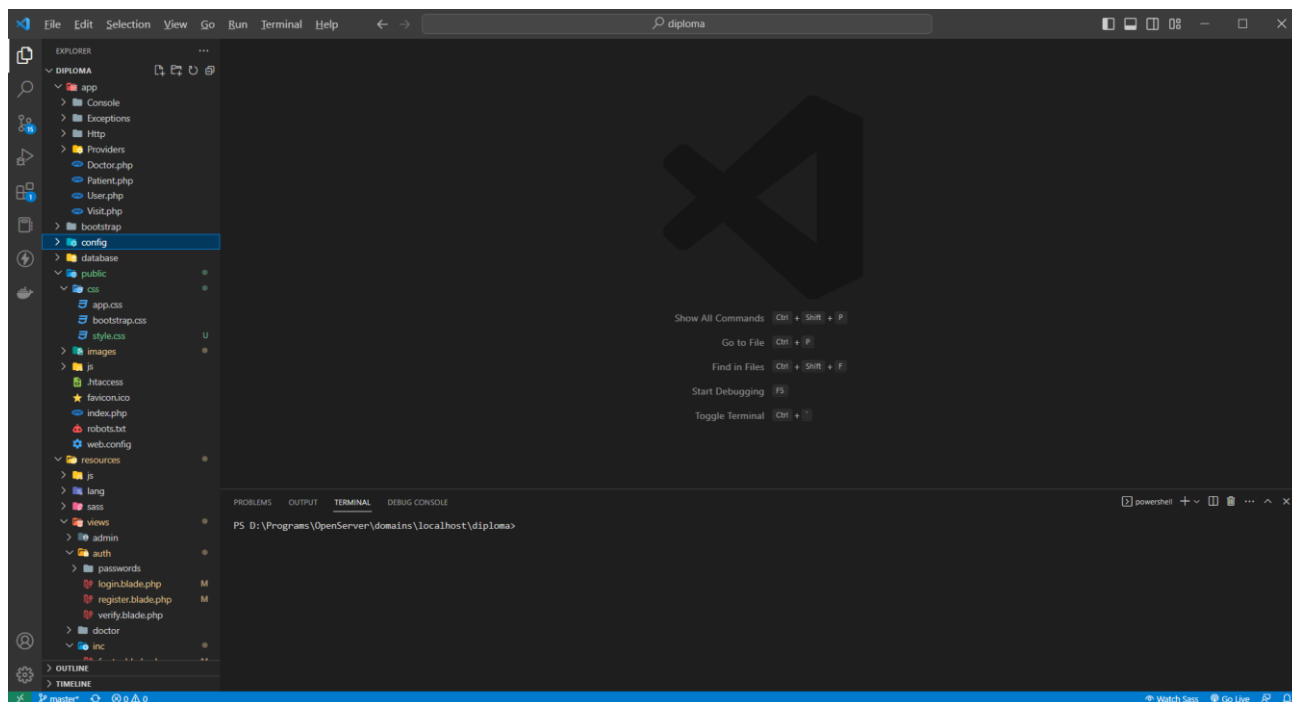 File Edit Selection View Go Run Terminal Help diploma
EXPLORER
DIPLOMA
app
Console
Exceptions
Http
Providers
Doctor.php
Patient.php
User.php
Visit.php
bootstrap
config
database
public
css
app.css
bootstrap.css
style.css U
images
js
.htaccess
favicon.ico
index.php
robots.txt
web.config
resources
js
lang
sass
views
admin
auth
passwords
login.blade.php M
register.blade.php M
verify.blade.php
doctor
inc
OUTLINE
TIMELINE
15
1
Show All Commands Ctrl + Shift + P
Go to File Ctrl + P
Find in Files Ctrl + Shift + F
Start Debugging F5
Toggle Terminal Ctrl + `
PROBLEMS OUTPUT TERMINAL DEBUG CONSOLE powershell
PS D:\Programs\OpenServer\domains\localhost\diploma>
master* 0 0 Watch Sass Go Live